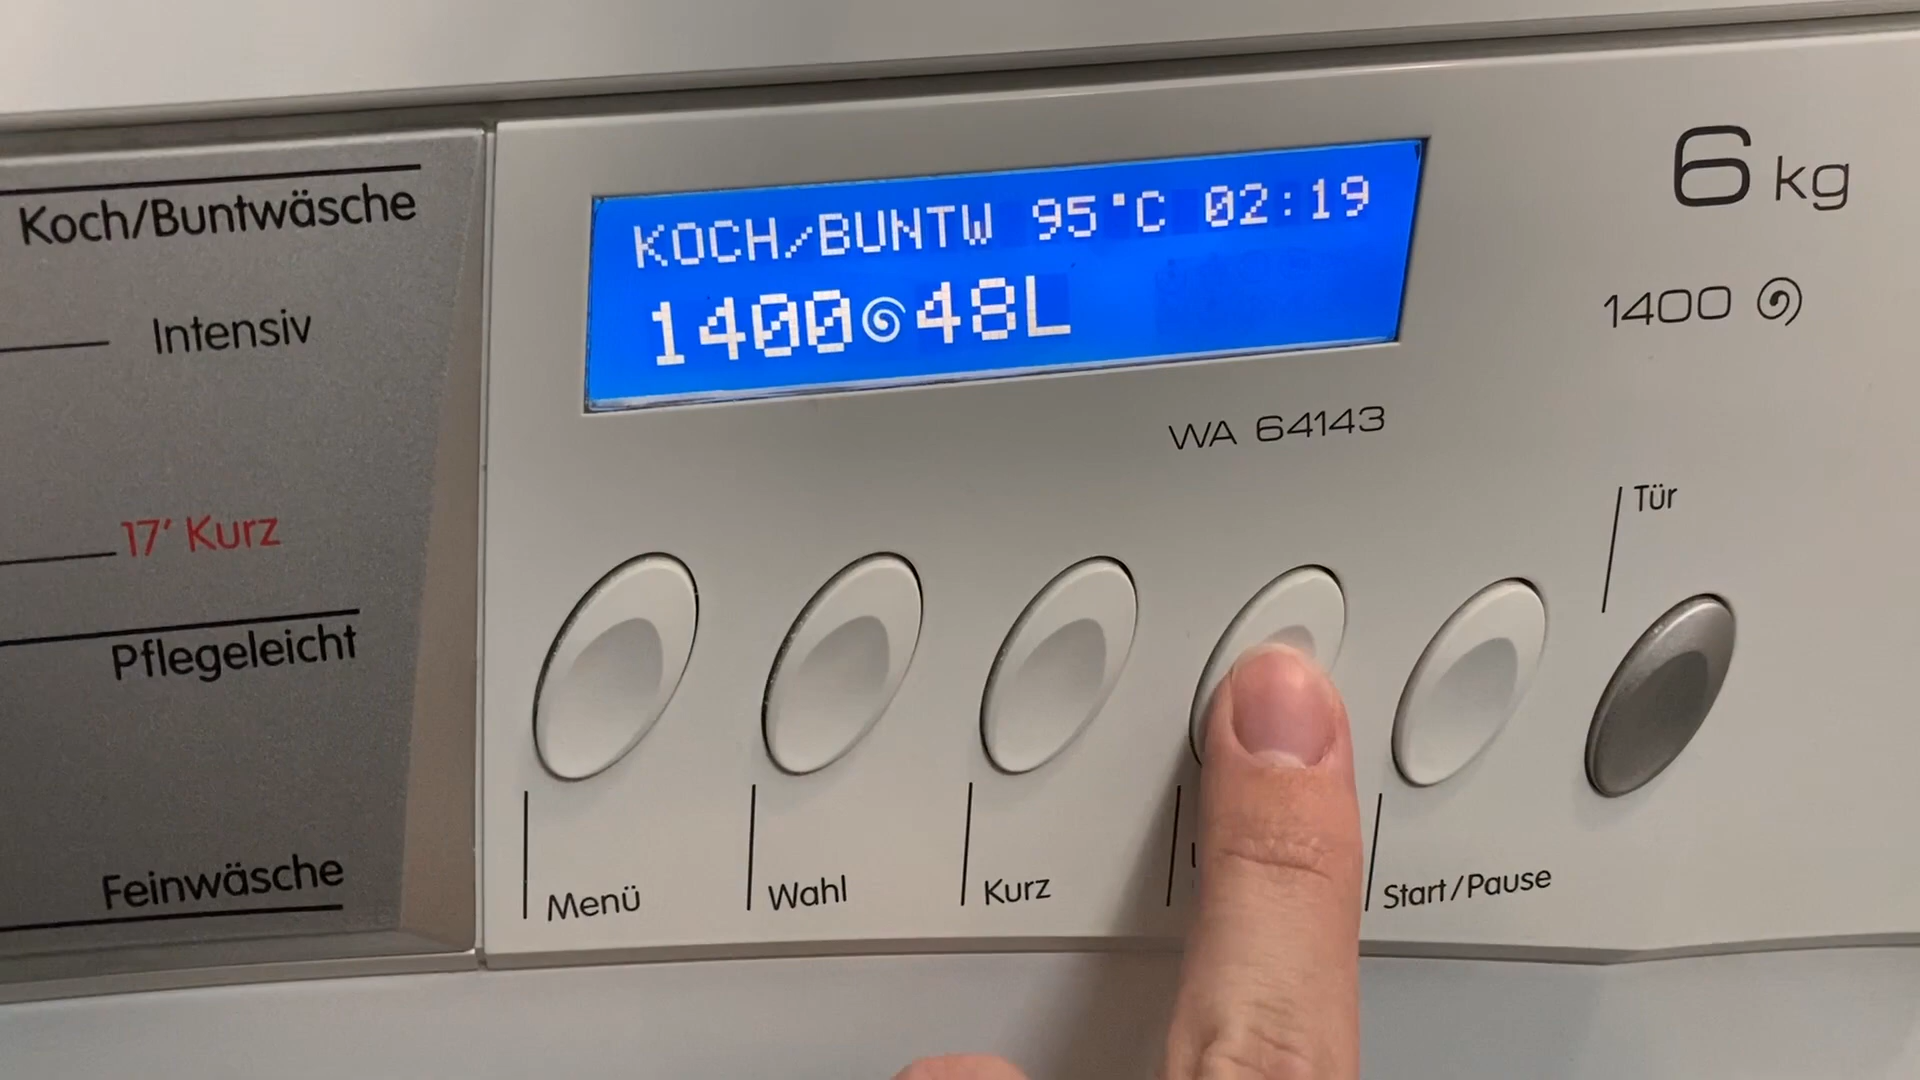 Koch/Buntwäsche
Intensiv
17' Kurz
Pflegeleicht
Feinwäsche
KOCH/BUNTW 95°C 02:19
1400 48L
WA 64143
6 kg
1400
Tür
Menü
Wahl
Kurz
Start/Pause